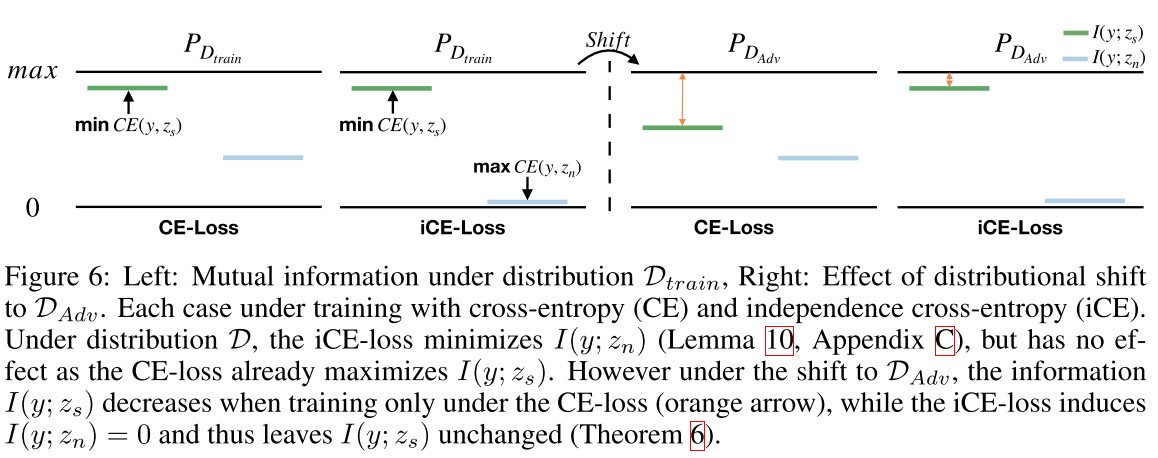 P_{D_{train}} P_{D_{train}} Shift P_{D_{Adv}} P_{D_{Adv}} I(y; z_s)
I(y; z_n)
max
min CE(y, z_s) min CE(y, z_s)
max CE(y, z_n)
0
CE-Loss iCE-Loss CE-Loss iCE-Loss
Figure 6: Left: Mutual information under distribution 𝒟_{train}, Right: Effect of distributional shift
to 𝒟_{Adv}. Each case under training with cross-entropy (CE) and independence cross-entropy (iCE).
Under distribution 𝒟, the iCE-loss minimizes I(y; z_n) (Lemma 10, Appendix C), but has no ef-
fect as the CE-loss already maximizes I(y; z_s). However under the shift to 𝒟_{Adv}, the information
I(y; z_s) decreases when training only under the CE-loss (orange arrow), while the iCE-loss induces
I(y; z_n) = 0 and thus leaves I(y; z_s) unchanged (Theorem 6).